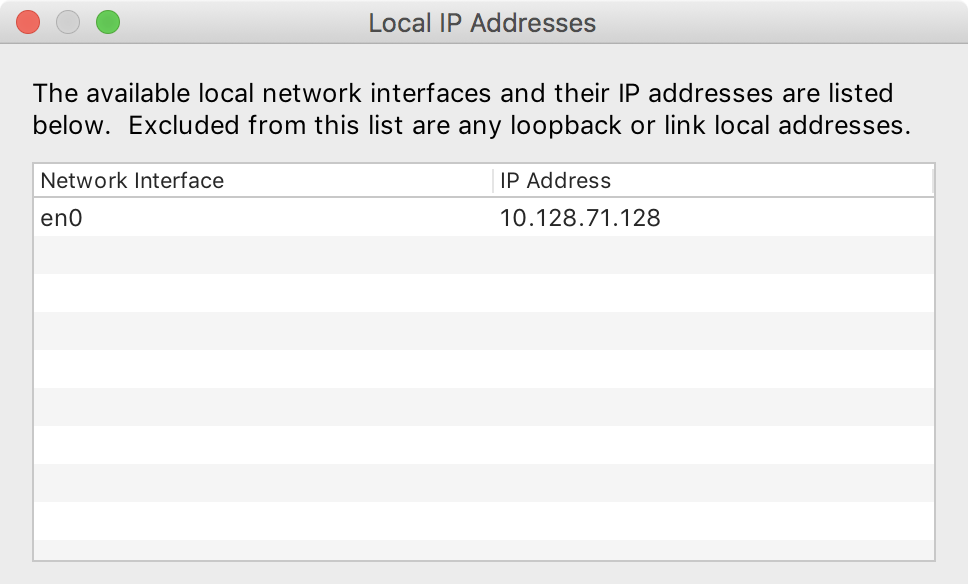 Local IP Addresses
The available local network interfaces and their IP addresses are listed
below.  Excluded from this list are any loopback or link local addresses.
Network Interface IP Address
en0 10.128.71.128